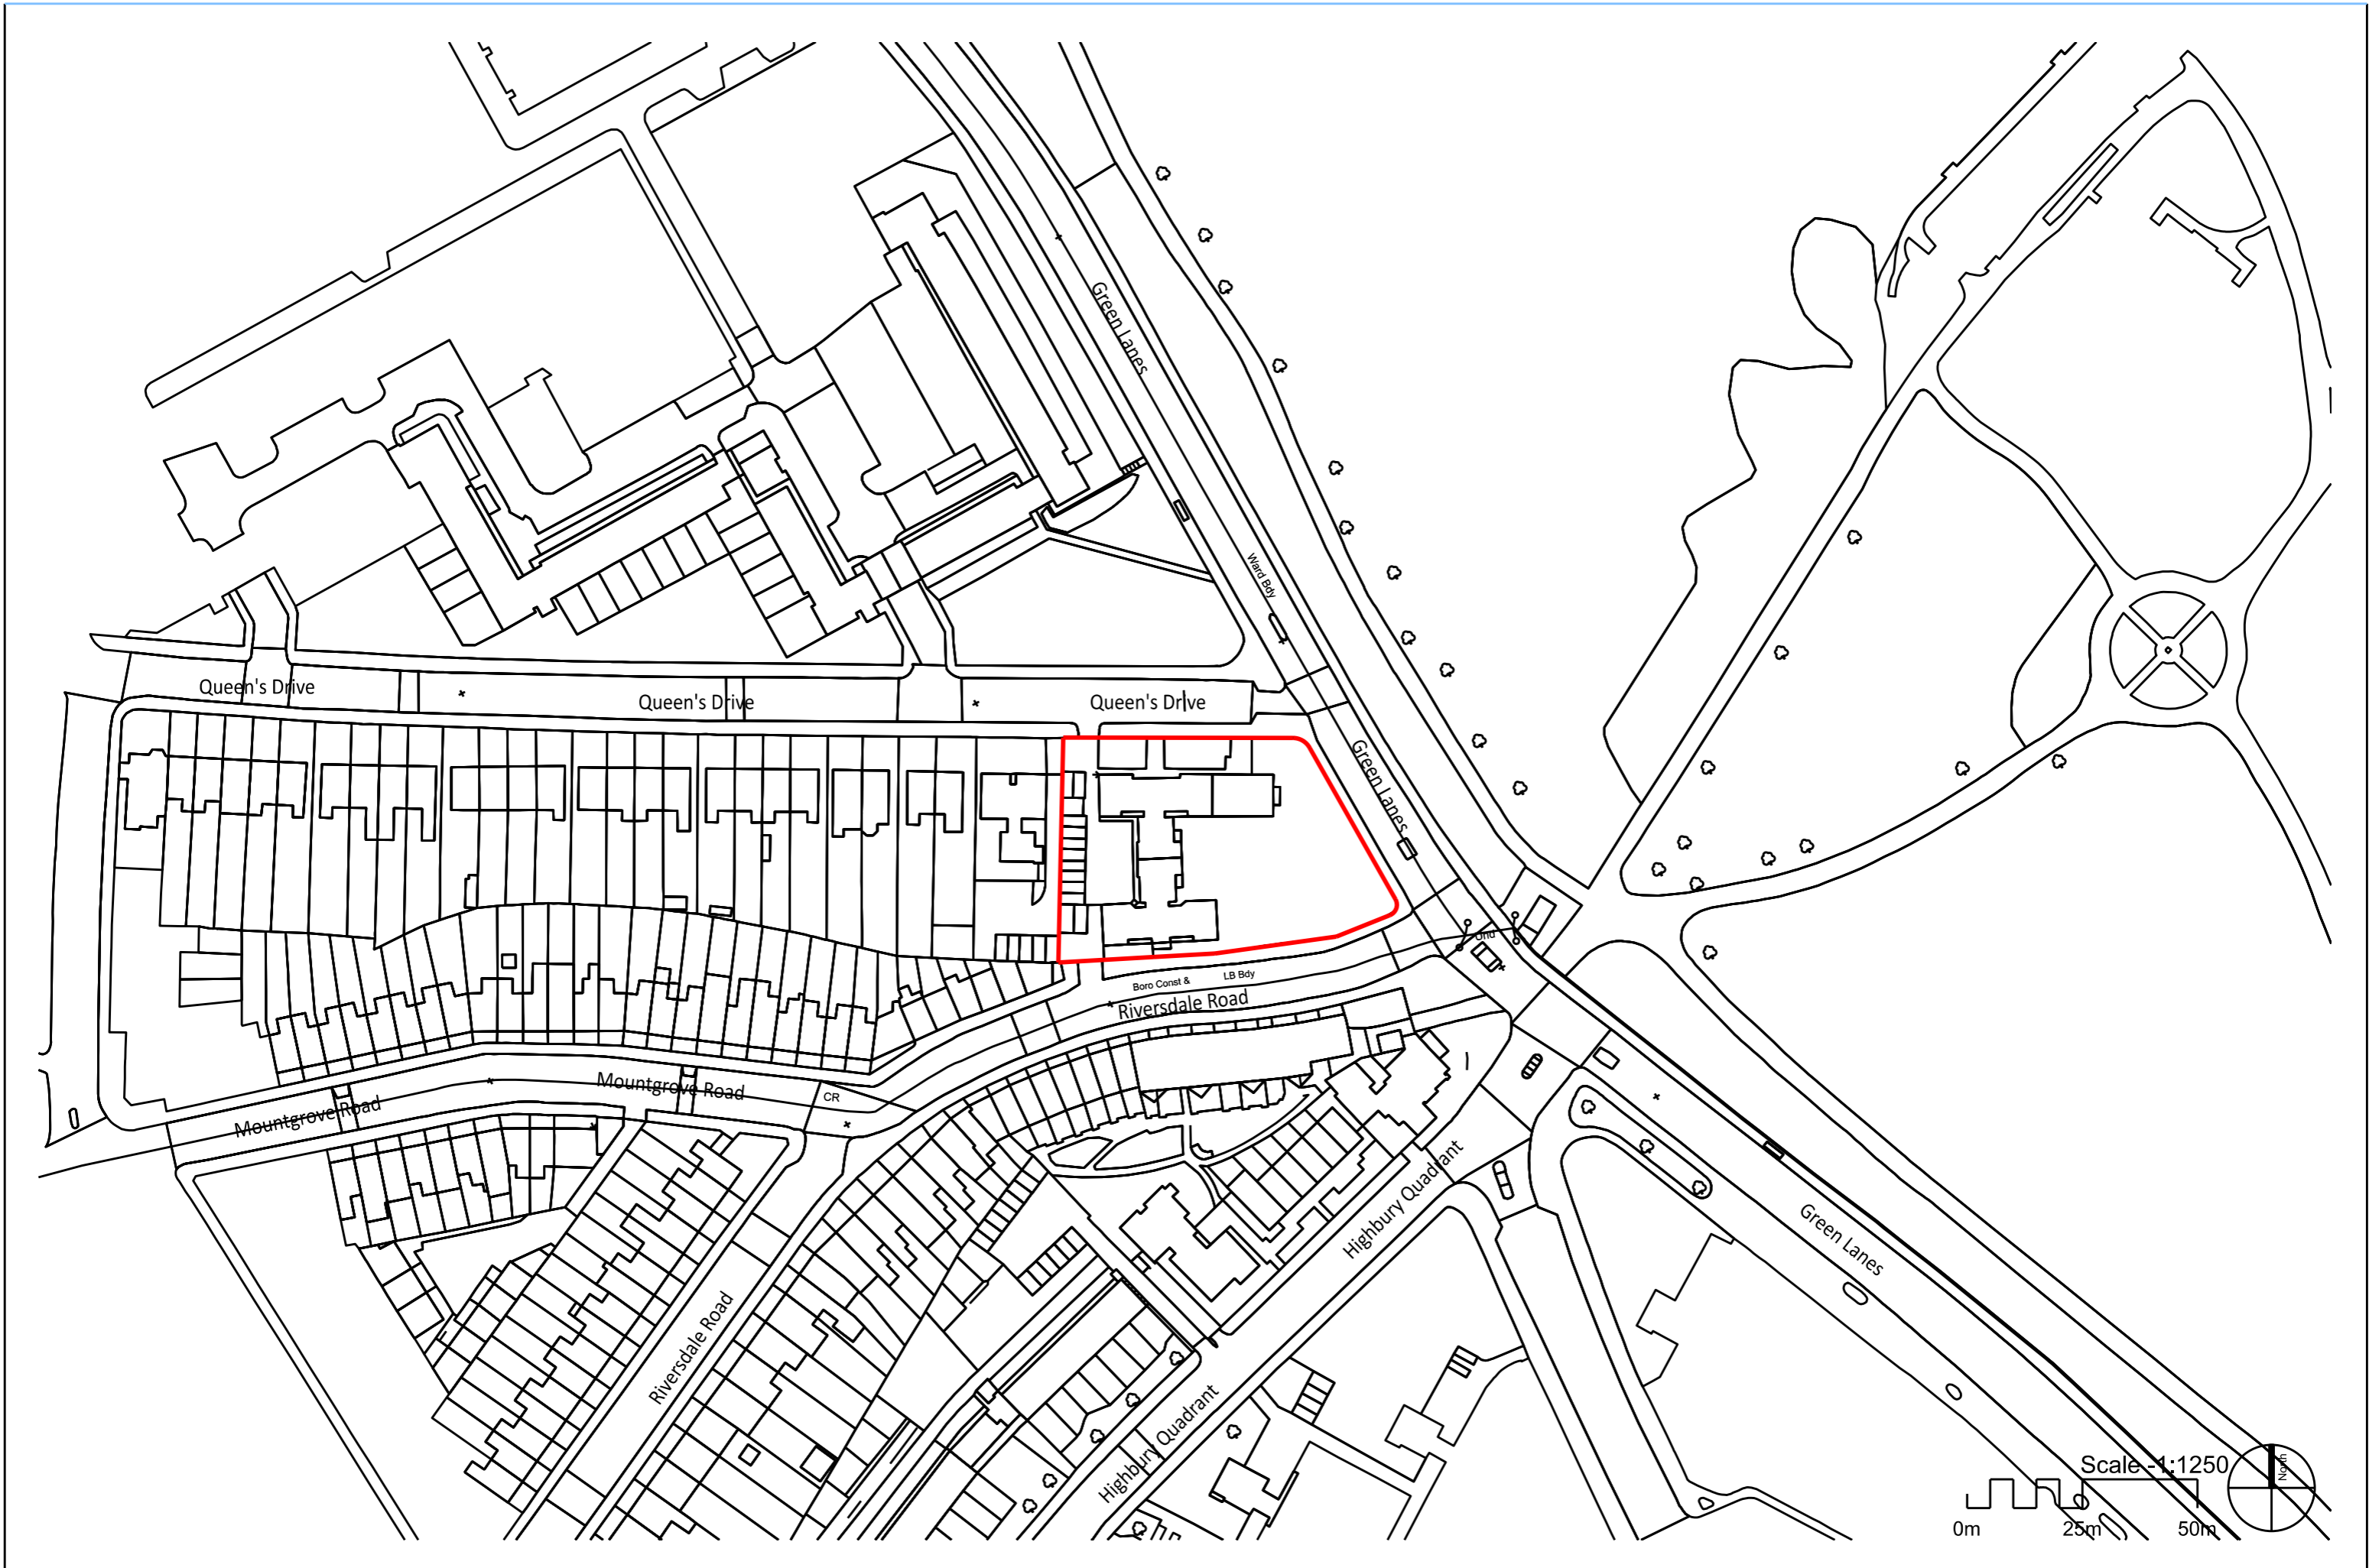 Green Lanes
Ward Bdy
Queen's Drive
Queen's Drive
Queen's Drive
Green Lanes
Und
Boro Const &
LB Bdy
Riversdale Road
Mountgrove Road
CR
Mountgrove Road
Highbury Quadrant
Green Lanes
Riversdale Road
Highbury Quadrant
Scale -1:1250
North
0m
25m
50m